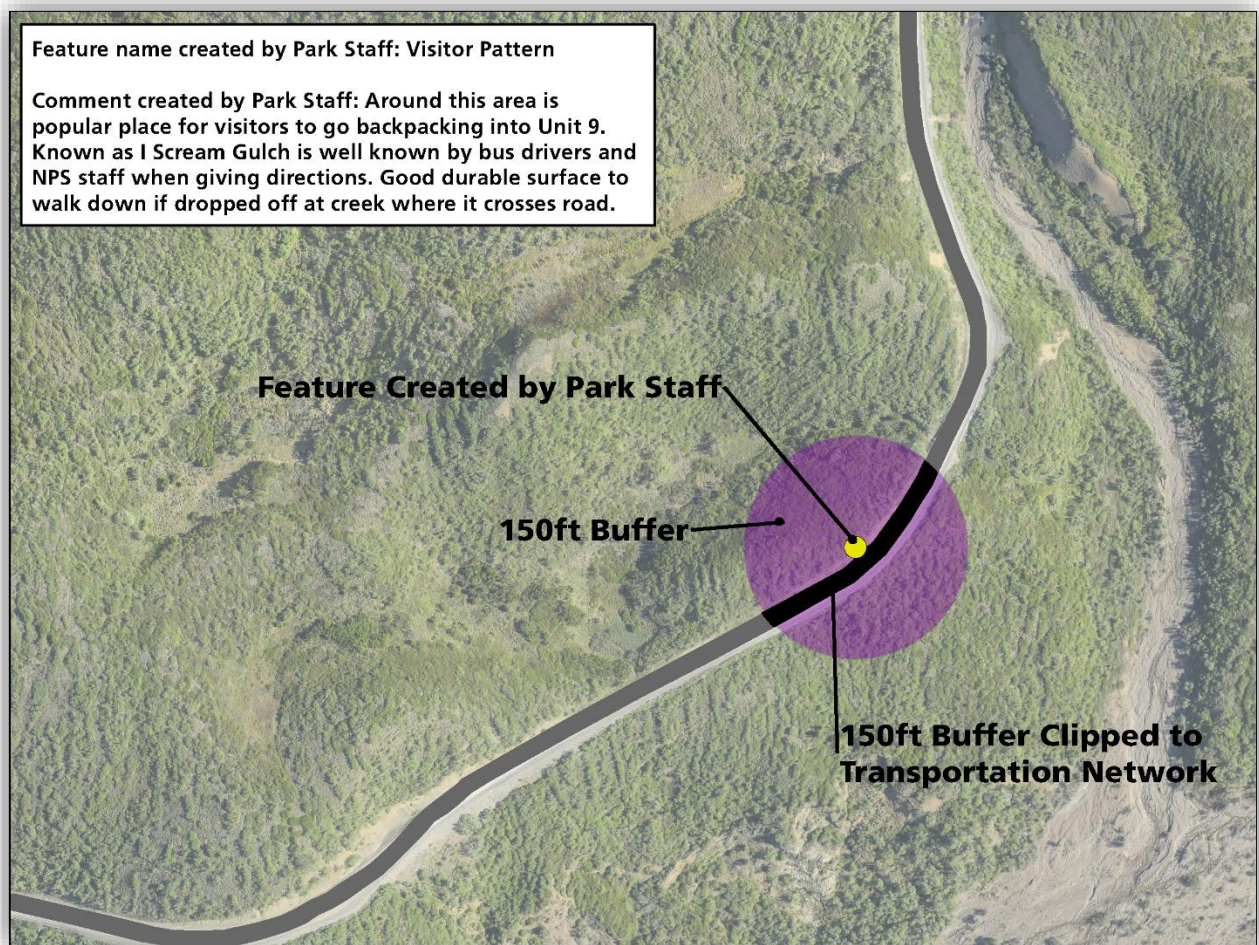 Feature name created by Park Staff: Visitor Pattern
Comment created by Park Staff: Around this area is
popular place for visitors to go backpacking into Unit 9.
Known as I Scream Gulch is well known by bus drivers and
NPS staff when giving directions. Good durable surface to
walk down if dropped off at creek where it crosses road.
Feature Created by Park Staff
150ft Buffer
150ft Buffer Clipped to
Transportation Network